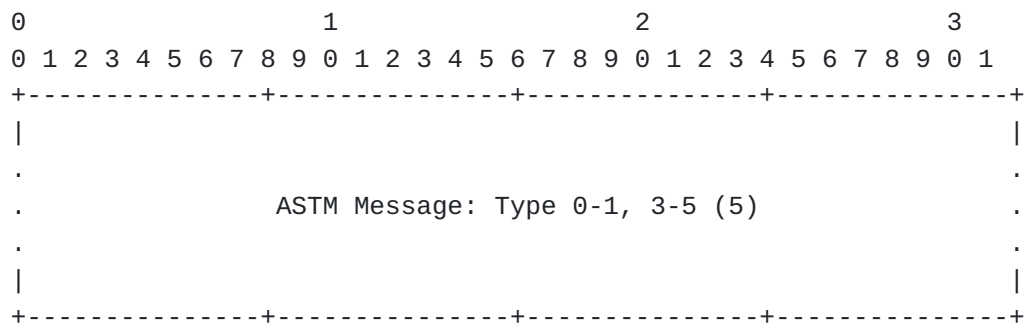 0                   1                   2                   3
0 1 2 3 4 5 6 7 8 9 0 1 2 3 4 5 6 7 8 9 0 1 2 3 4 5 6 7 8 9 0 1
+---------------+---------------+---------------+---------------+
|                                                               |
.                                                               .
.                ASTM Message: Type 0-1, 3-5 (5)                .
.                                                               .
|                                                               |
+---------------+---------------+---------------+---------------+